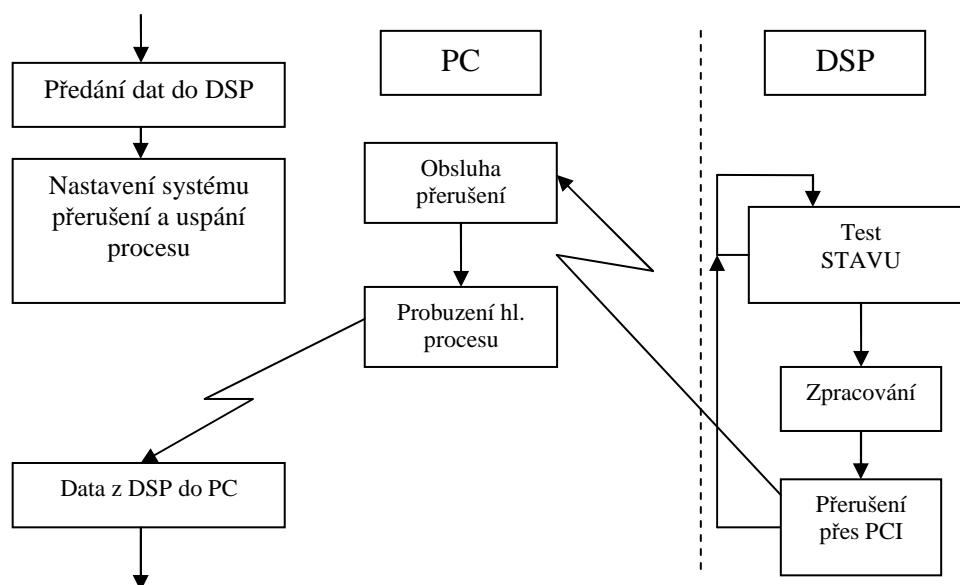 PC
DSP
Předání dat do DSP
Nastavení systému
přerušení a uspání
procesu
Obsluha
přerušení
Probuzení hl.
procesu
Data z DSP do PC
Test
STAVU
Zpracování
Přerušení
přes PCI